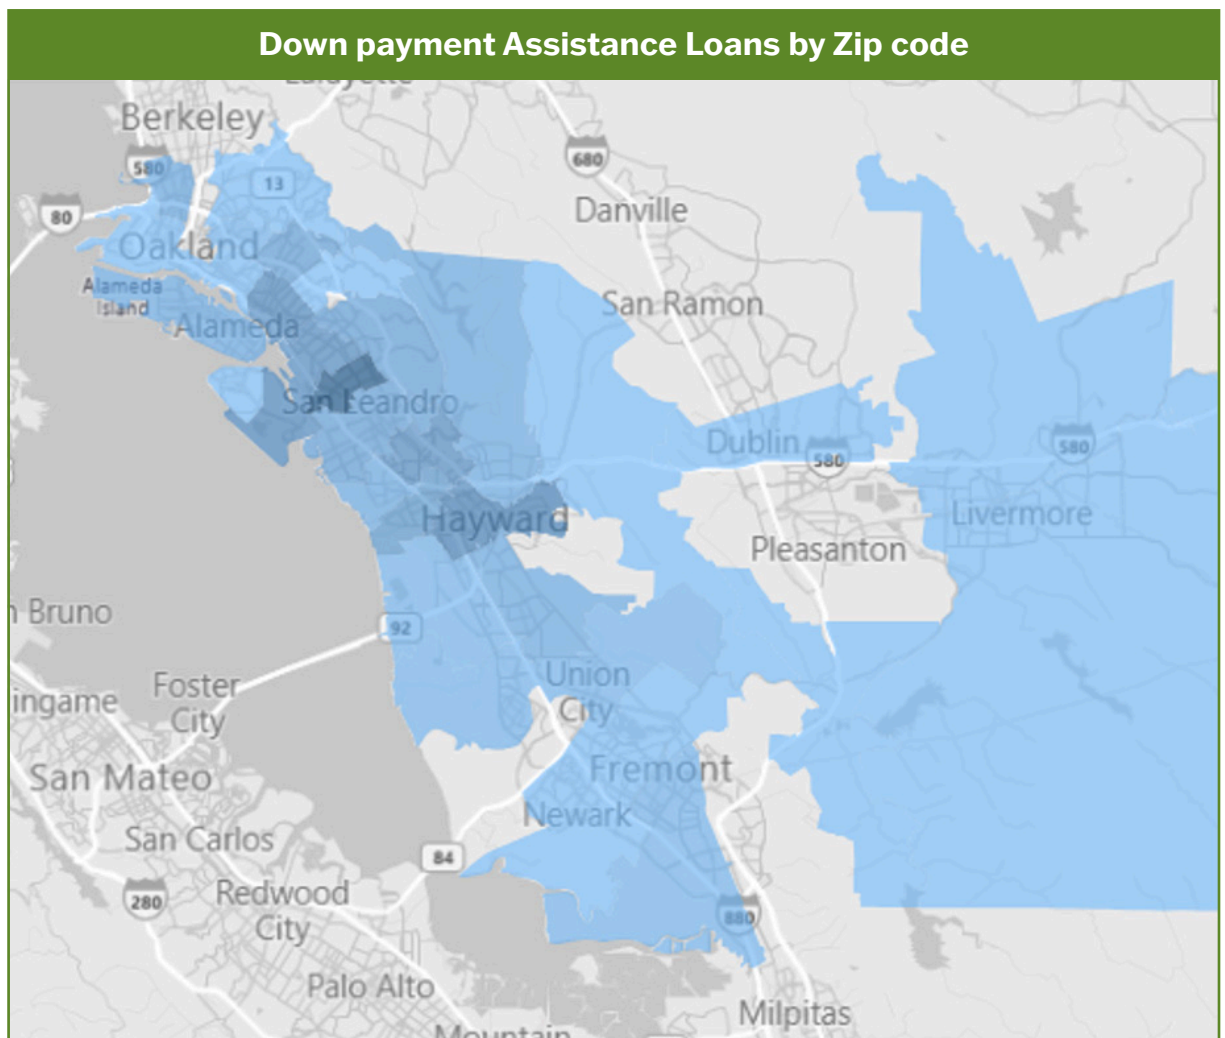 Down payment Assistance Loans by Zip code
Lafayette
Berkeley
580
680
13
80
Danville
Oakland
Alameda
Island
San Ramon
Alameda
San Leandro
Dublin
580
580
Hayward
Livermore
Pleasanton
n Bruno
92
Union
City
Foster
City
ingame
Fremont
San Mateo
Newark
San Carlos
84
Redwood
City
280
880
Palo Alto
Milpitas
Mountain